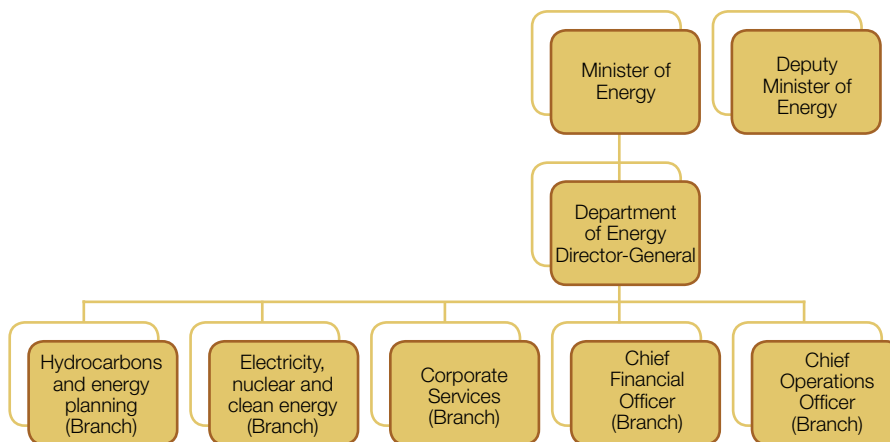 Minister of
Energy
Deputy
Minister of
Energy
Department
of Energy
Director-General
Hydrocarbons
and energy
planning
(Branch)
Electricity,
nuclear and
clean energy
(Branch)
Corporate
Services
(Branch)
Chief
Financial
Officer
(Branch)
Chief
Operations
Officer
(Branch)